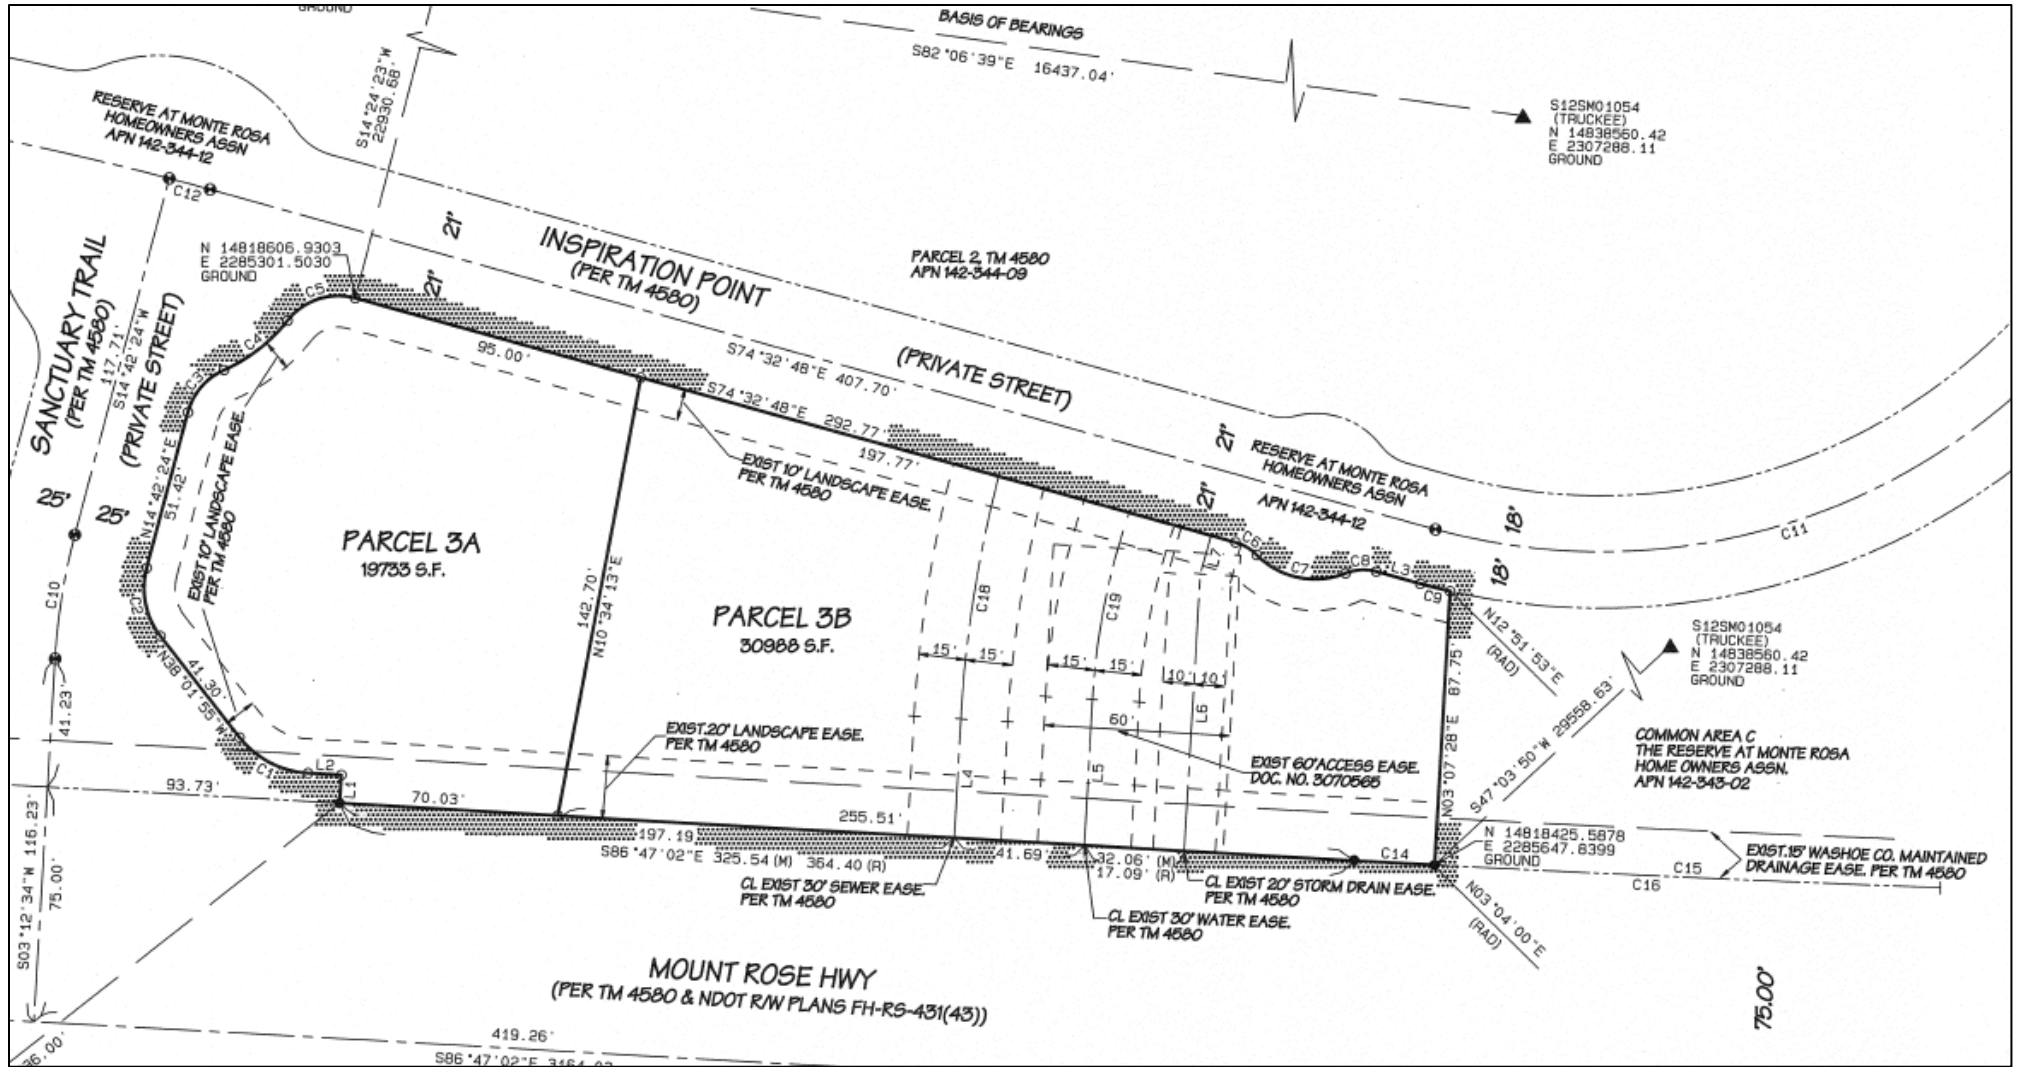 GROUND
BASIS OF BEARINGS
S82°06'39"E 16437.04'
S14°24'23"W
22930.68'
S12SM01054
(TRUCKEE)
N 14838560.42
E 2307288.11
GROUND
RESERVE AT MONTE ROSA
HOMEOWNERS ASSN
APN 142-344-12
C12
21'
21'
INSPIRATION POINT
(PER TM 4580)
N 14818606.9303
E 2285301.5030
GROUND
PARCEL 2, TM 4580
APN 142-344-09
SANCTUARY TRAIL
(PER TM 4580)
117.71'
S14°42'24"W
(PRIVATE STREET)
25'
25'
C5
C4
C3
95.00'
S74°32'48"E 407.70'
(PRIVATE STREET)
S74°32'48"E 292.77'
197.77'
EXIST 10' LANDSCAPE EASE.
PER TM 4580
21'
21'
RESERVE AT MONTE ROSA
HOMEOWNERS ASSN
APN 142-344-12
18'
18'
C11
N14°42'24"E
51.42'
EXIST 10' LANDSCAPE EASE.
PER TM 4580
PARCEL 3A
19733 S.F.
142.70'
N10°34'13"E
PARCEL 3B
30988 S.F.
C18
C19
L7
C6
C7
C8
L3
C9
N12°51'53"E
(RAD)
S12SM01054
(TRUCKEE)
N 14838560.42
E 2307288.11
GROUND
C10
C2
41.30'
N38°01'55"W
15'
15'
15'
15'
10'
10'
L6
60'
87.75'
N03°07'28"E
S47°03'50"W 29558.63'
41.23'
EXIST.20' LANDSCAPE EASE.
PER TM 4580
EXIST 60'ACCESS EASE.
DOC. NO. 3070565
COMMON AREA C
THE RESERVE AT MONTE ROSA
HOME OWNERS ASSN.
APN 142-343-02
C1
L2
L1
L4
L5
93.73'
70.03'
255.51'
197.19
S86°47'02"E 325.54 (M) 364.40 (R)
41.69'
32.06' (M)
17.09' (R)
C14
N 14818425.5878
E 2285647.8399
GROUND
C15
C16
EXIST.15' WASHOE CO. MAINTAINED
DRAINAGE EASE. PER TM 4580
S03°12'34"W 116.23'
75.00'
CL EXIST 30' SEWER EASE.
PER TM 4580
CL EXIST 30' WATER EASE.
PER TM 4580
CL EXIST 20' STORM DRAIN EASE.
PER TM 4580
N03°04'00"E
(RAD)
MOUNT ROSE HWY
(PER TM 4580 & NDOT R/W PLANS FH-RS-431(43))
75.00'
36.00'
419.26'
S86°47'02"E